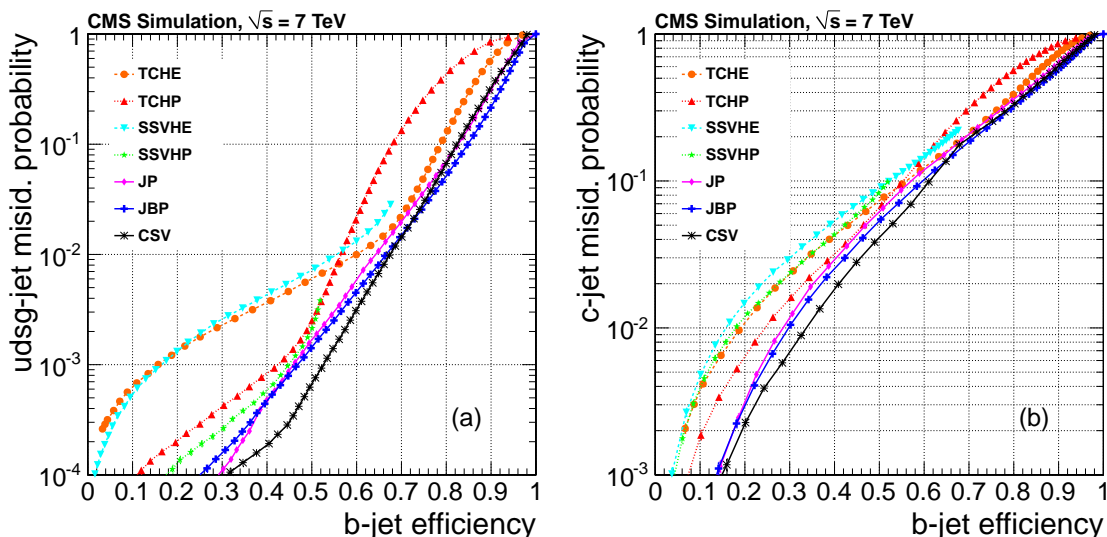 CMS Simulation, √s = 7 TeV
udsg-jet misid. probability
1
10⁻¹
10⁻²
10⁻³
10⁻⁴
TCHE
TCHP
SSVHE
SSVHP
JP
JBP
CSV
(a)
0 0.1 0.2 0.3 0.4 0.5 0.6 0.7 0.8 0.9 1
b-jet efficiency
CMS Simulation, √s = 7 TeV
c-jet misid. probability
1
10⁻¹
10⁻²
10⁻³
TCHE
TCHP
SSVHE
SSVHP
JP
JBP
CSV
(b)
0 0.1 0.2 0.3 0.4 0.5 0.6 0.7 0.8 0.9 1
b-jet efficiency